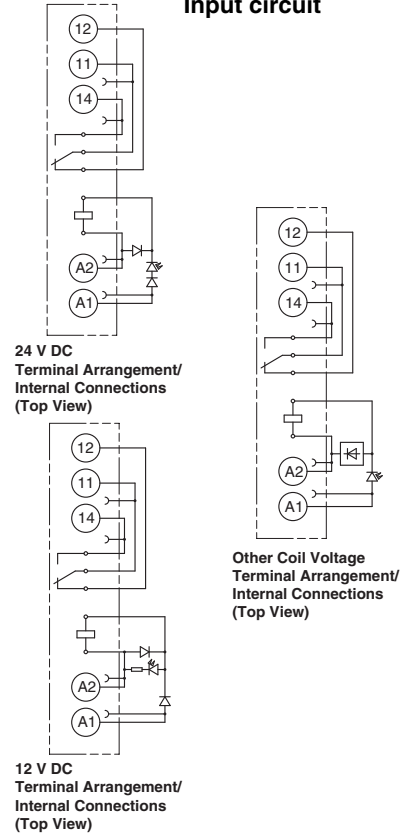 Input circuit
12
11
14
A2
A1
24 V DC
Terminal Arrangement/
Internal Connections
(Top View)
12
11
14
A2
A1
Other Coil Voltage
Terminal Arrangement/
Internal Connections
(Top View)
12
11
14
A2
A1
12 V DC
Terminal Arrangement/
Internal Connections
(Top View)